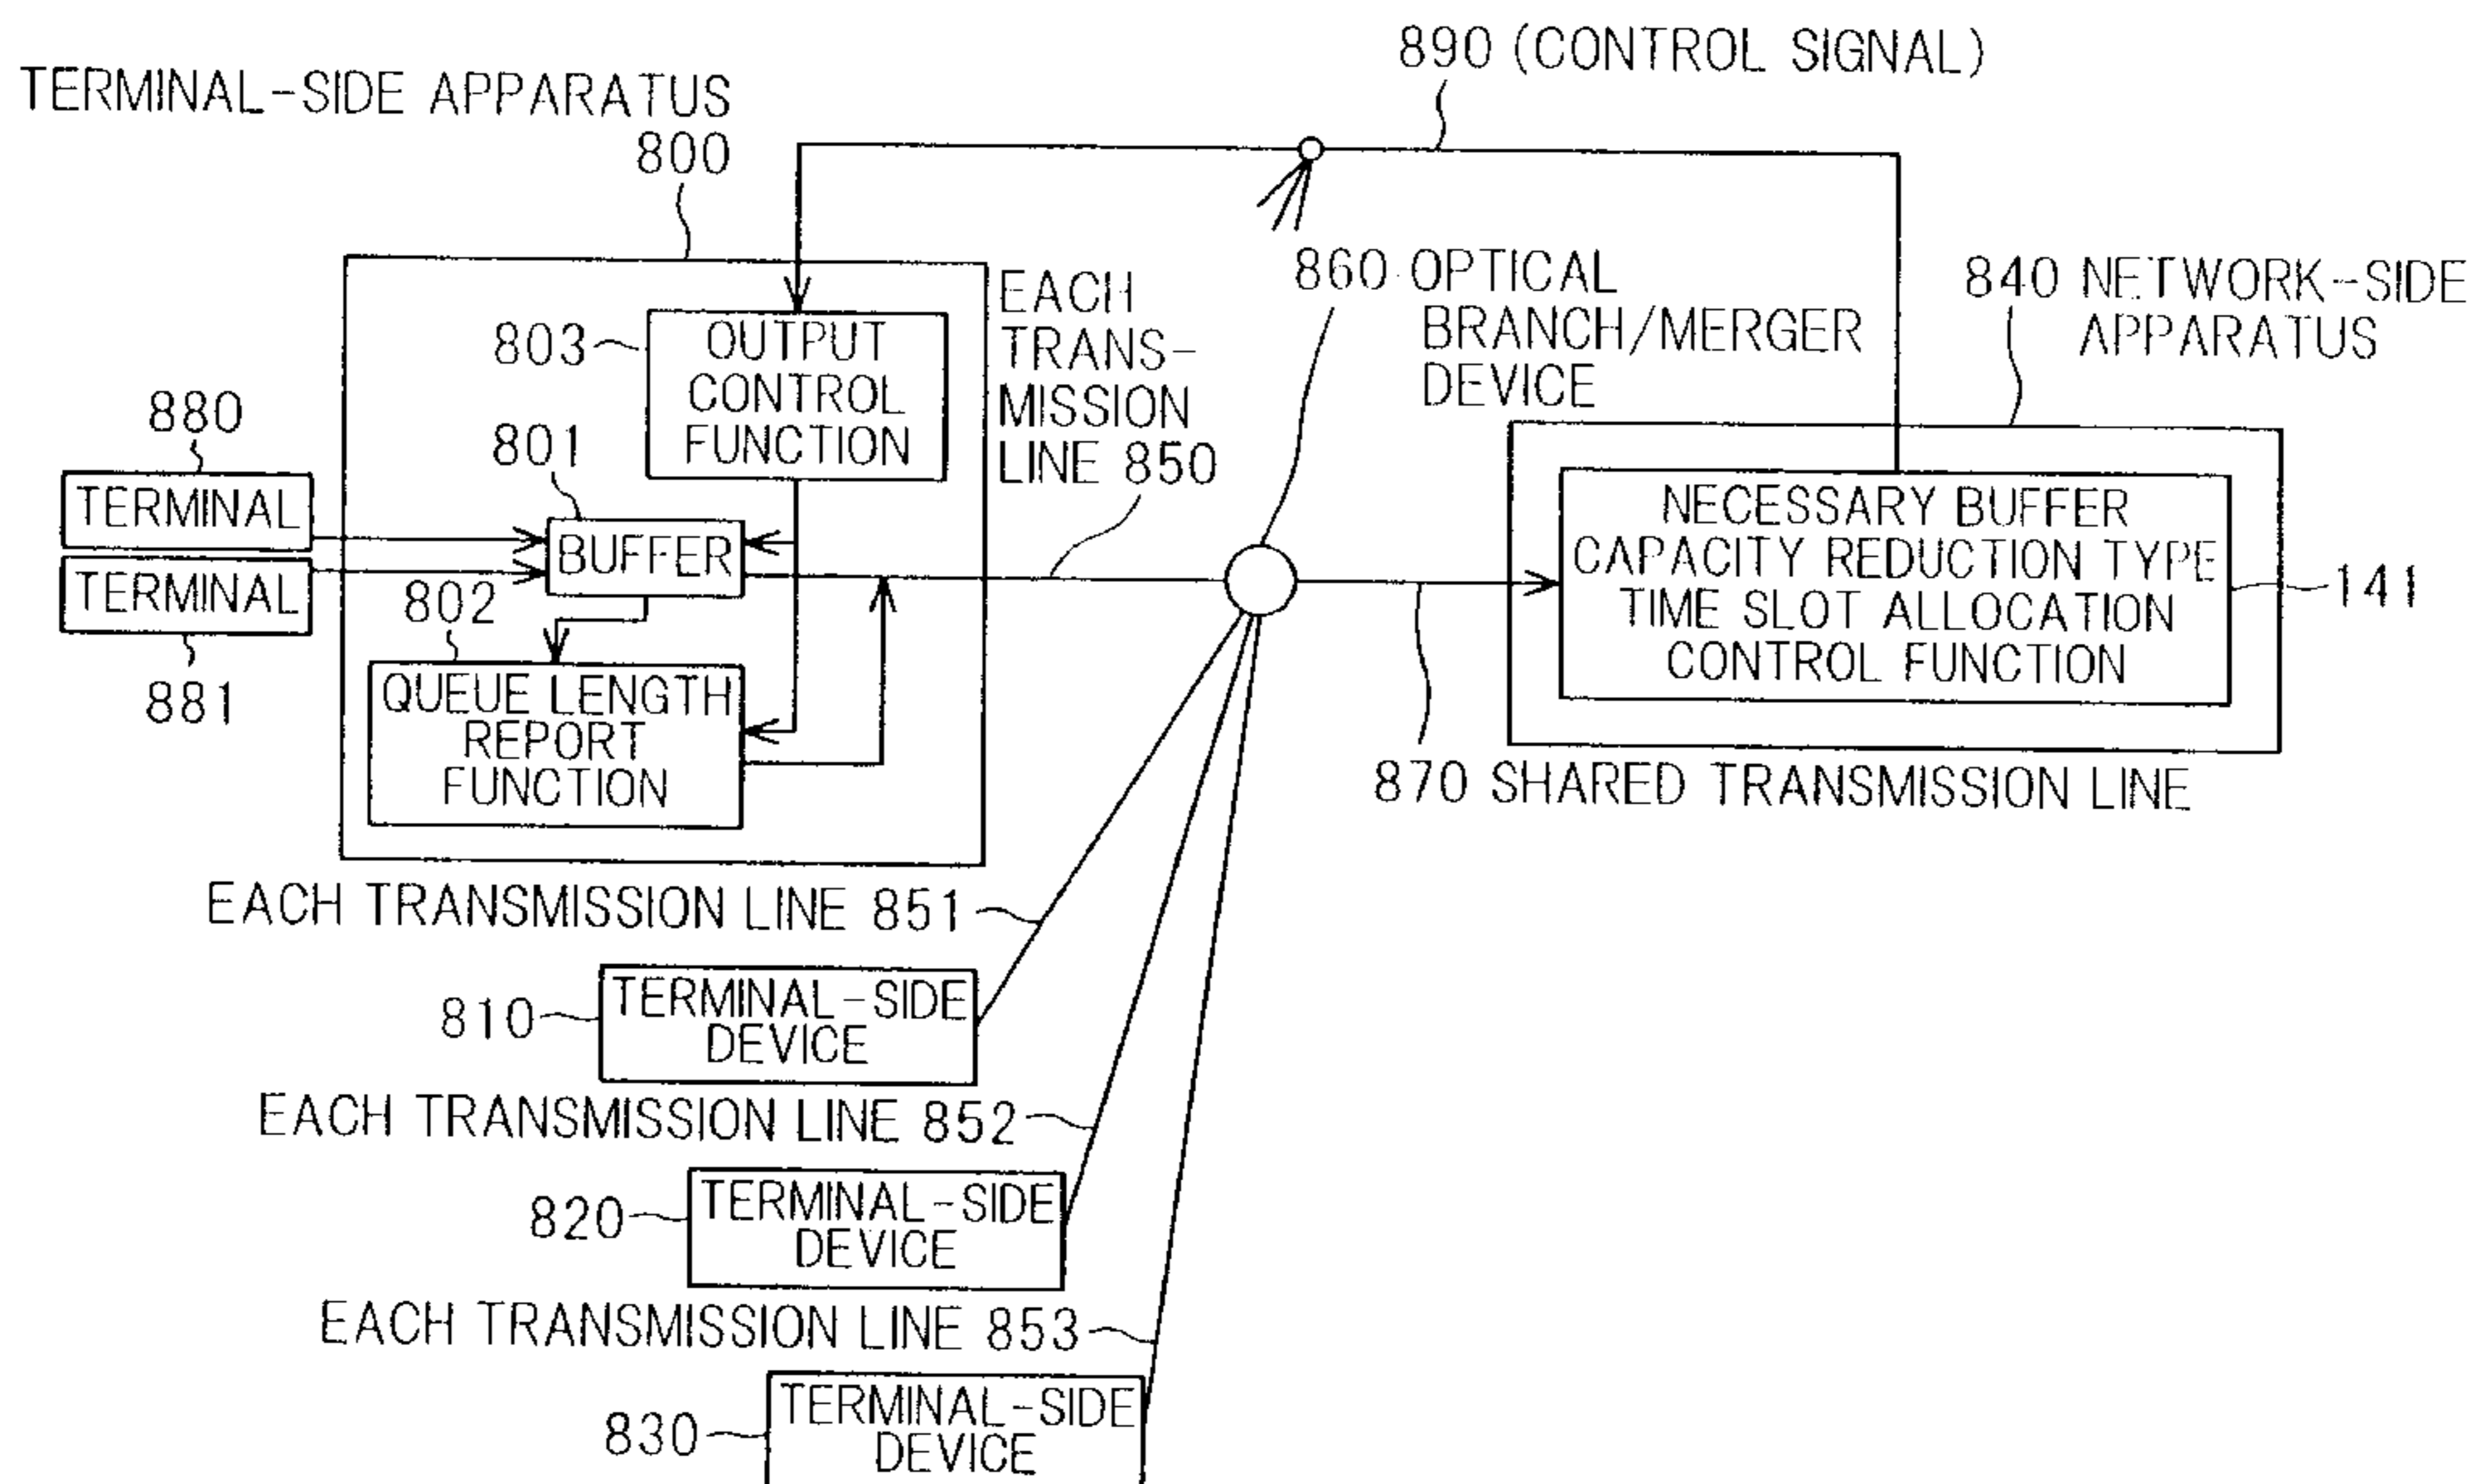 890 (CONTROL SIGNAL)
TERMINAL-SIDE APPARATUS
800
EACH
TRANS-
MISSION
LINE 850
860 OPTICAL
BRANCH/MERGER
DEVICE
840 NETWORK-SIDE
APPARATUS
803
OUTPUT
CONTROL
FUNCTION
880
801
TERMINAL
BUFFER
TERMINAL
881
802
QUEUE LENGTH
REPORT
FUNCTION
NECESSARY BUFFER
CAPACITY REDUCTION TYPE
TIME SLOT ALLOCATION
CONTROL FUNCTION
141
870 SHARED TRANSMISSION LINE
EACH TRANSMISSION LINE 851
810
TERMINAL-SIDE
DEVICE
EACH TRANSMISSION LINE 852
820
TERMINAL-SIDE
DEVICE
EACH TRANSMISSION LINE 853
830
TERMINAL-SIDE
DEVICE